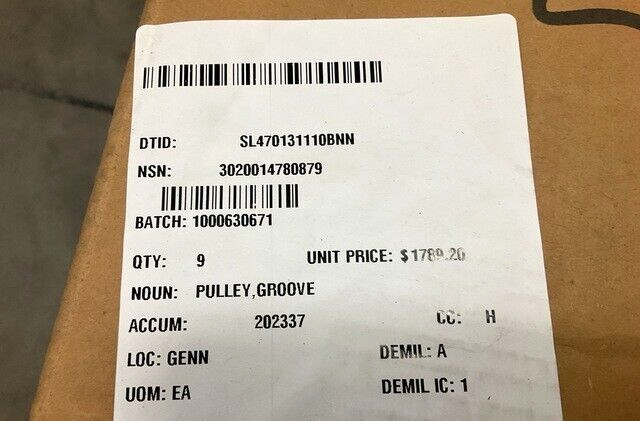 DTID: SL470131110BNN
NSN: 3020014780879
BATCH: 1000630671
QTY: 9 UNIT PRICE: $1789.20
NOUN: PULLEY,GROOVE
ACCUM: 202337 CC: H
LOC: GENN DEMIL: A
UOM: EA DEMIL IC: 1